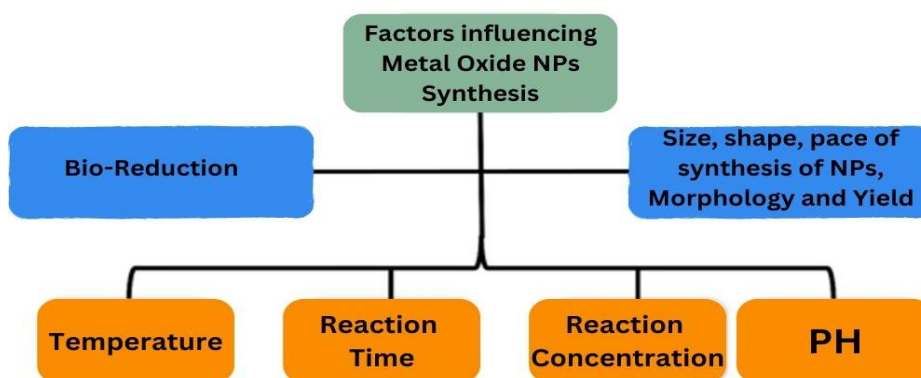 Factors influencing
Metal Oxide NPs
Synthesis
Bio-Reduction
Size, shape, pace of
synthesis of NPs,
Morphology and Yield
Temperature
Reaction
Time
Reaction
Concentration
PH